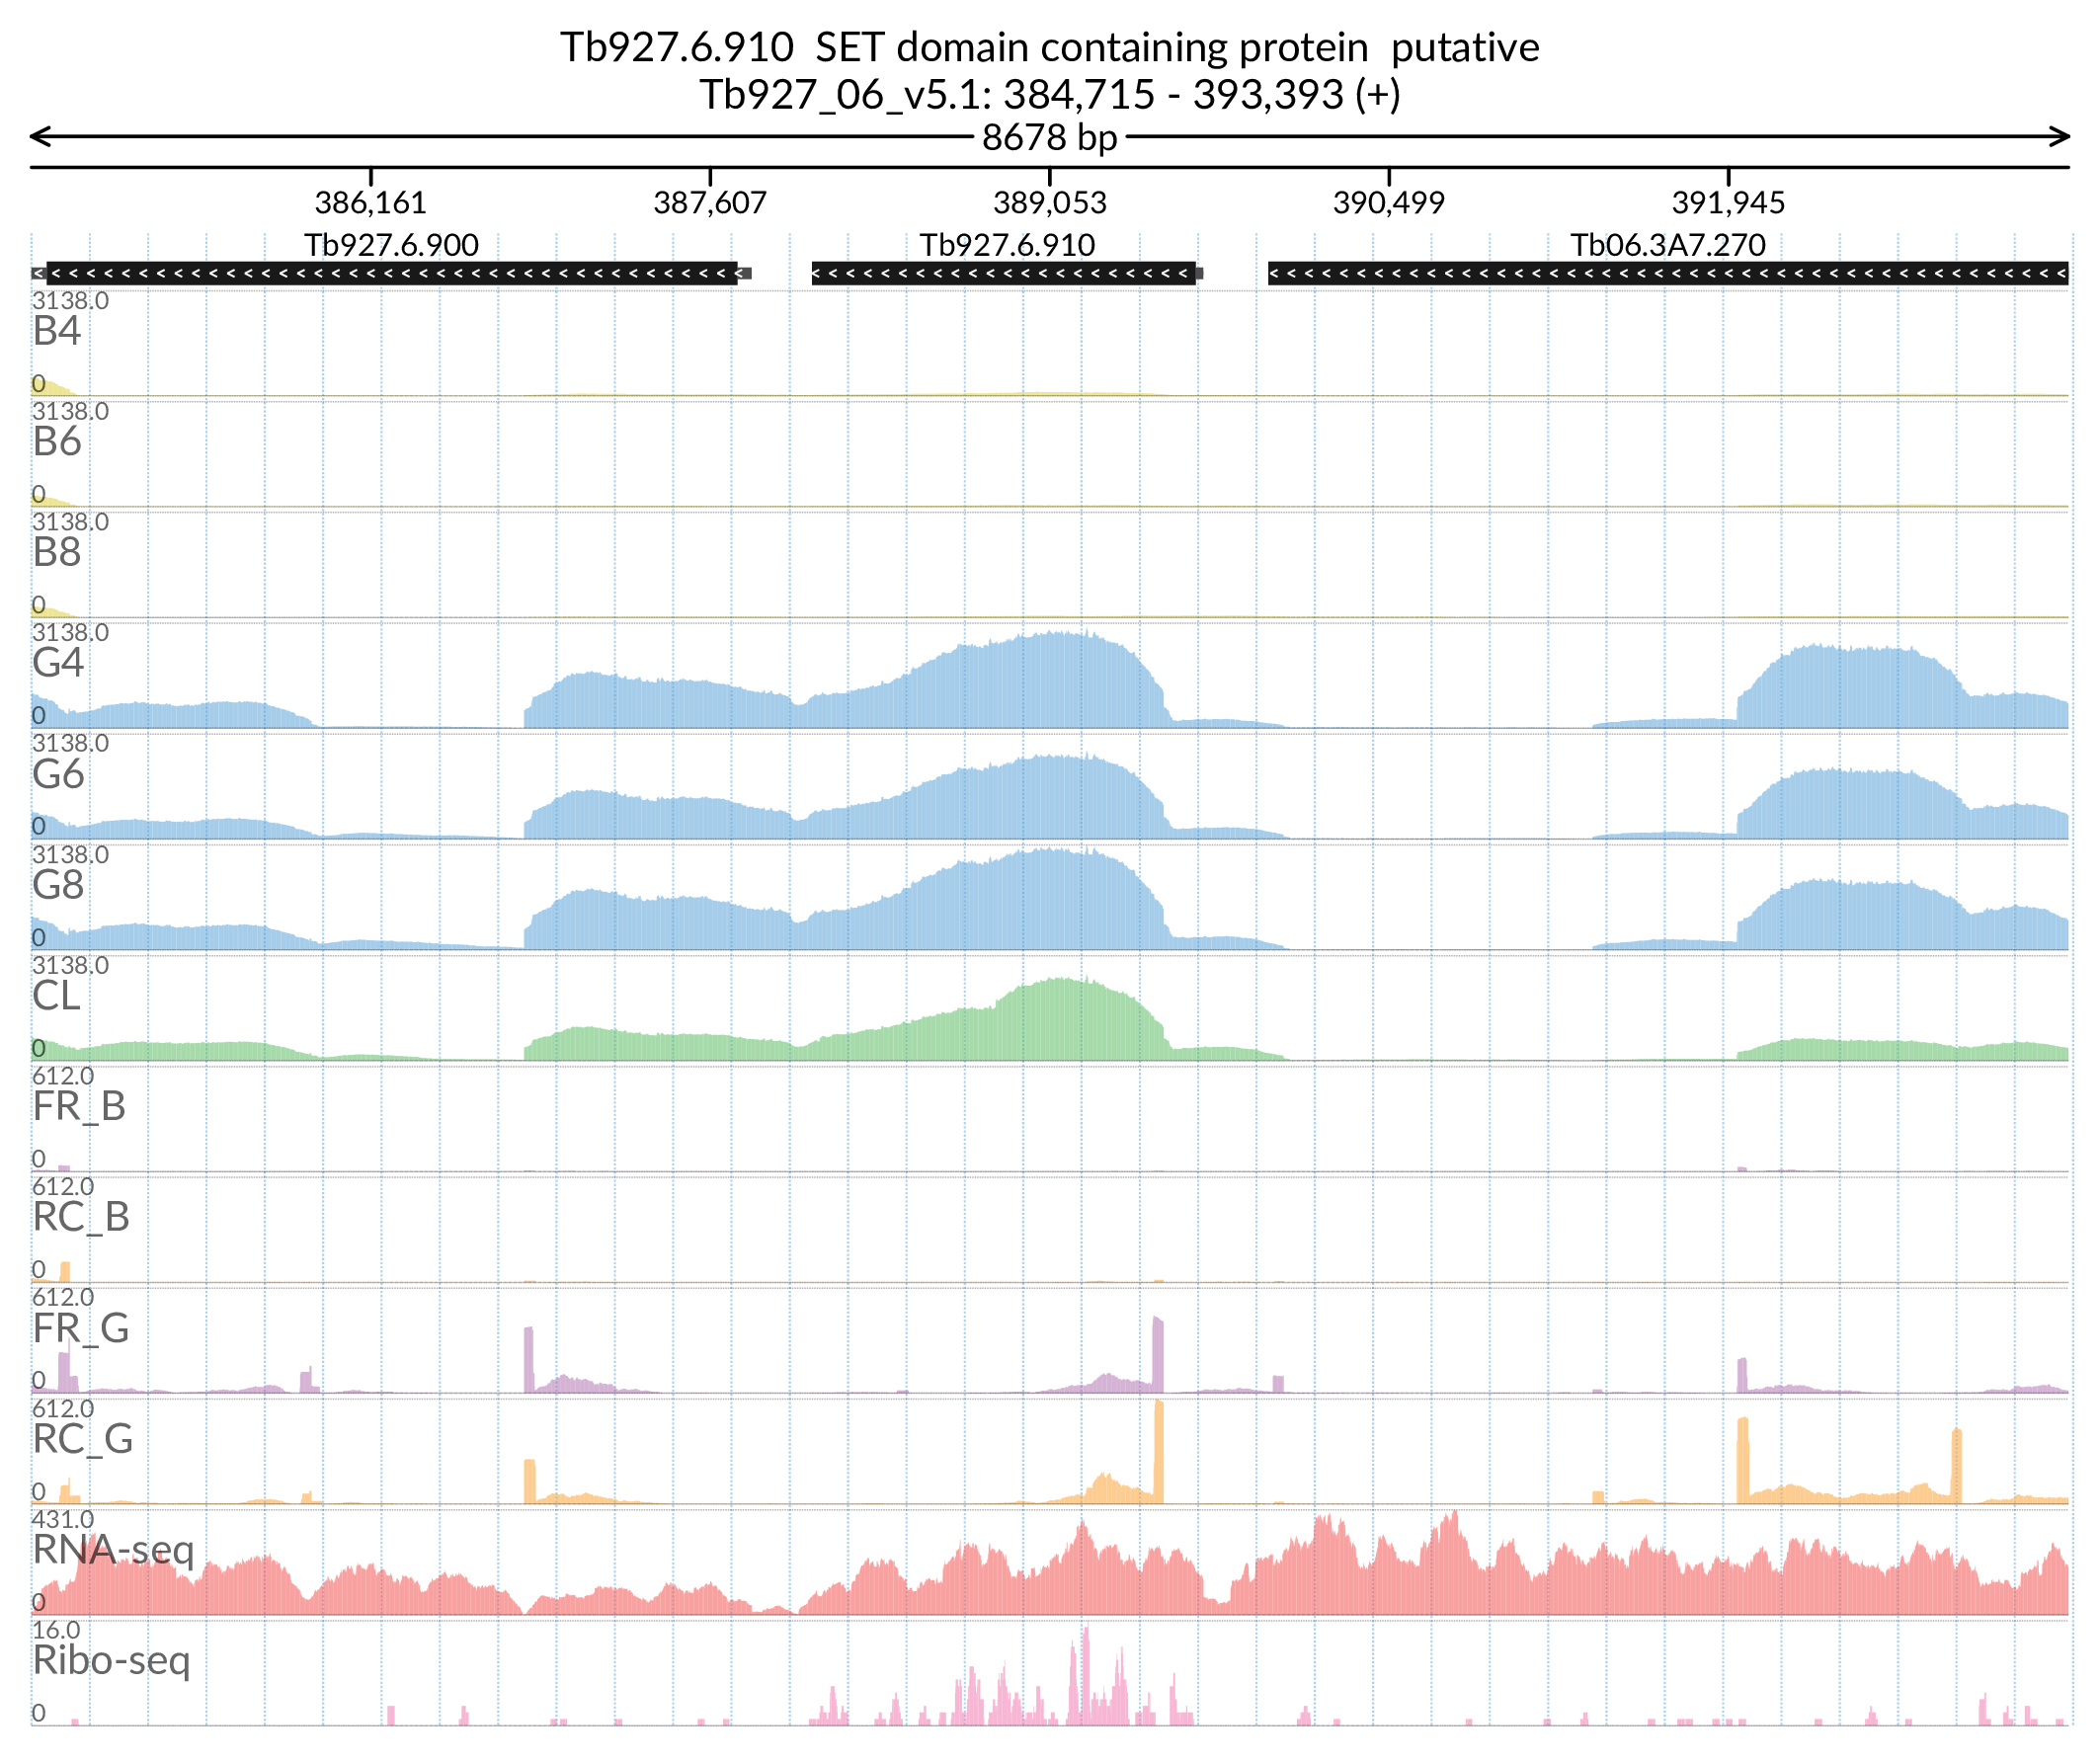 Tb927.6.910  SET domain containing protein  putative
Tb927_06_v5.1: 384,715 - 393,393 (+)
8678 bp
386,161 387,607 389,053 390,499 391,945
Tb927.6.900 Tb927.6.910 Tb06.3A7.270
3138.0
B4
0
3138.0
B6
0
3138.0
B8
0
3138.0
G4
0
3138.0
G6
0
3138.0
G8
0
3138.0
CL
0
612.0
FR_B
0
612.0
RC_B
0
612.0
FR_G
0
612.0
RC_G
0
431.0
RNA-seq
0
16.0
Ribo-seq
0